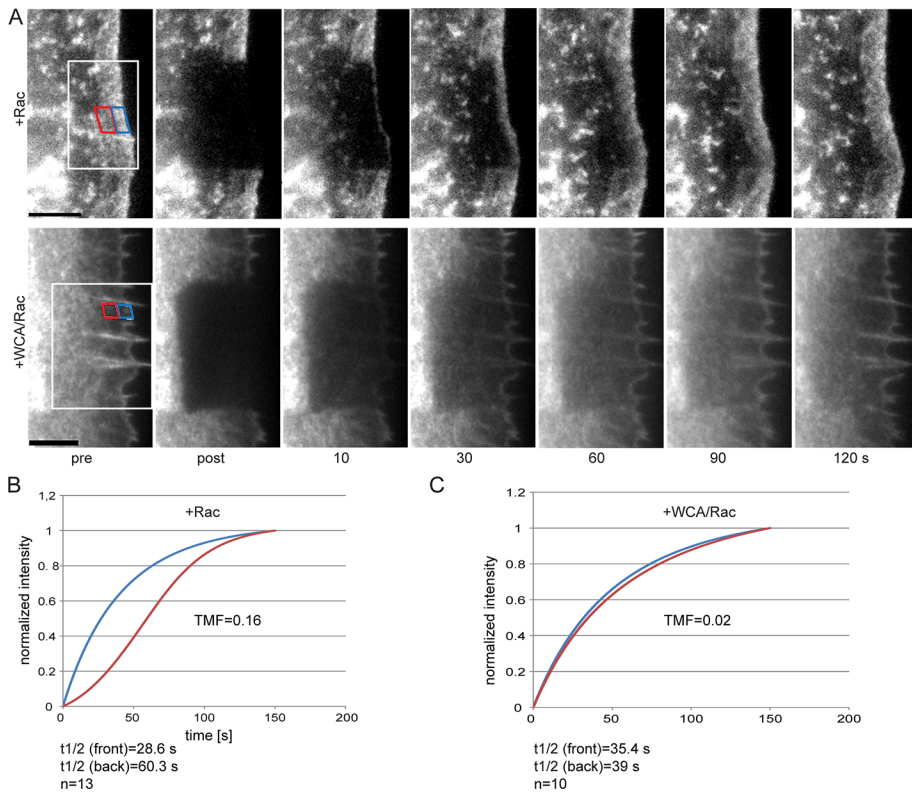 A
+Rac
+WCA/Rac
pre
post
10
30
60
90
120 s
B
1,2
1
0.8
0.6
0.4
0.2
0
normalized intensity
+Rac
TMF=0.16
0
50
100
150
200
time [s]
t1/2 (front)=28.6 s
t1/2 (back)=60.3 s
n=13
C
1.2
1
0.8
0.6
0.4
0.2
0
normalized intensity
+WCA/Rac
TMF=0.02
0
50
100
150
200
t1/2 (front)=35.4 s
t1/2 (back)=39 s
n=10